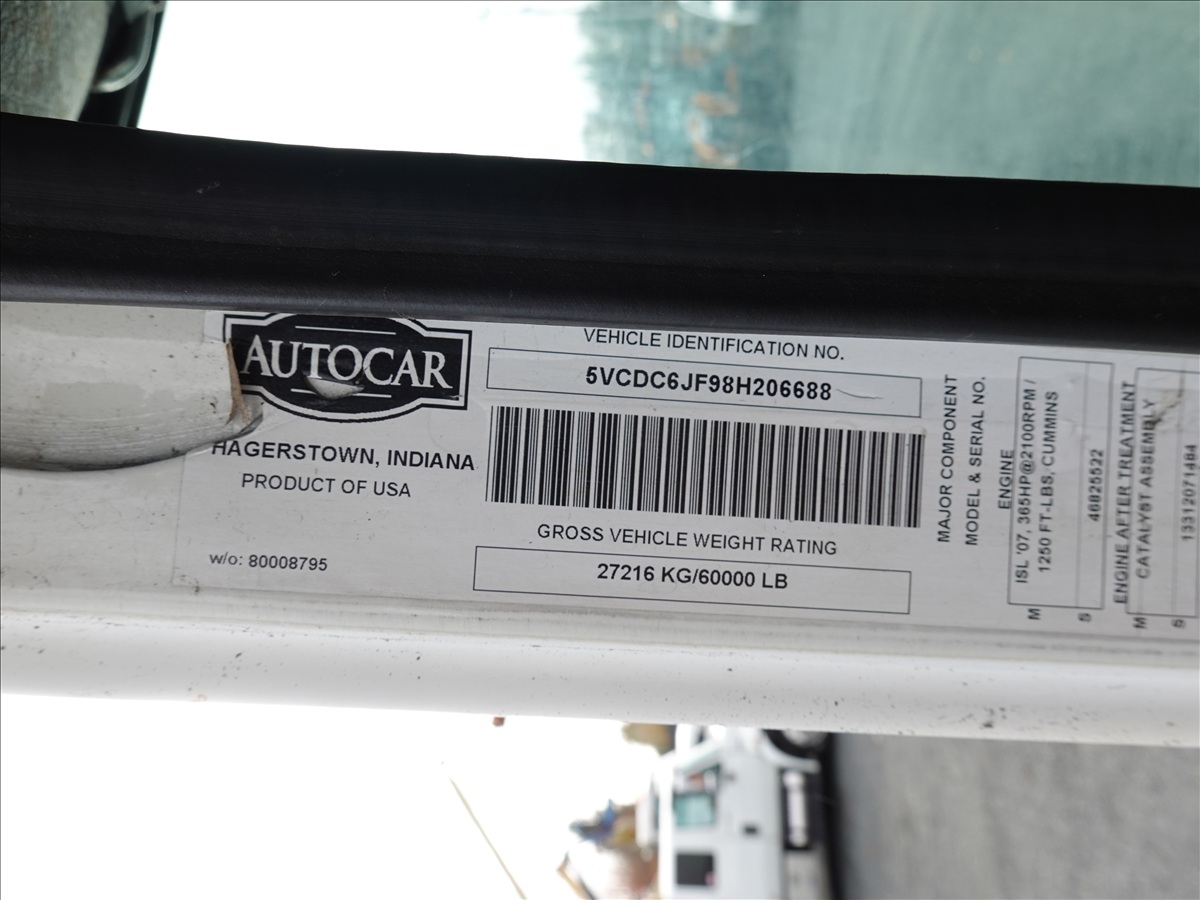 AUTOCAR
HAGERSTOWN, INDIANA
PRODUCT OF USA
w/o: 80008795
VEHICLE IDENTIFICATION NO.
5VCDC6JF98H206688
GROSS VEHICLE WEIGHT RATING
27216 KG/60000 LB
MAJOR COMPONENT
MODEL & SERIAL NO.
ENGINE
M ISL '07, 365HP@2100RPM /
1250 FT-LBS, CUMMINS
S 46825522
ENGINE AFTER TREATMENT
M CATALYST ASSEMBLY
S 13312071484